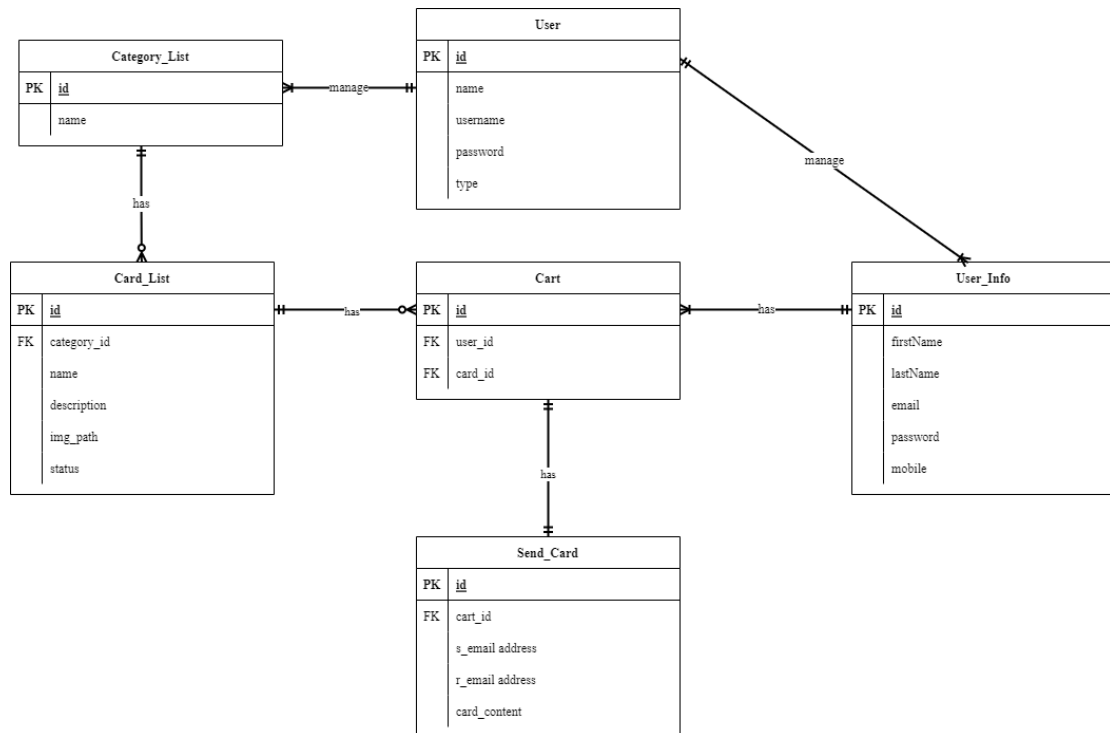 User
PK id
name
username
password
type
Category_List
PK id
name
manage
manage
has
Card_List
PK id
FK category_id
name
description
img_path
status
has
Cart
PK id
FK user_id
FK card_id
has
User_Info
PK id
firstName
lastName
email
password
mobile
has
Send_Card
PK id
FK cart_id
s_email address
r_email address
card_content